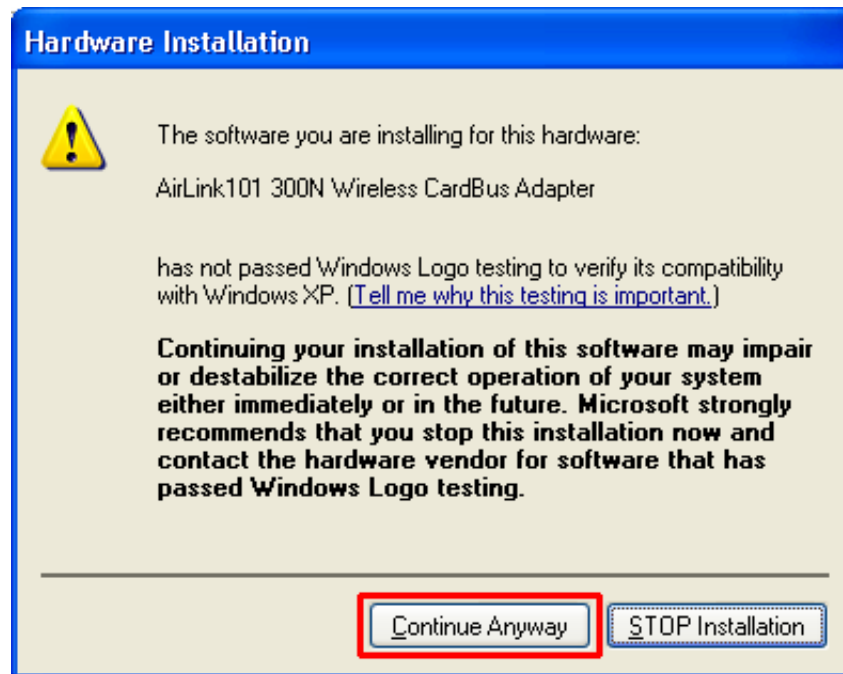 Hardware Installation
The software you are installing for this hardware:
AirLink101 300N Wireless CardBus Adapter
has not passed Windows Logo testing to verify its compatibility
with Windows XP. (Tell me why this testing is important.)
Continuing your installation of this software may impair
or destabilize the correct operation of your system
either immediately or in the future. Microsoft strongly
recommends that you stop this installation now and
contact the hardware vendor for software that has
passed Windows Logo testing.
Continue Anyway
STOP Installation